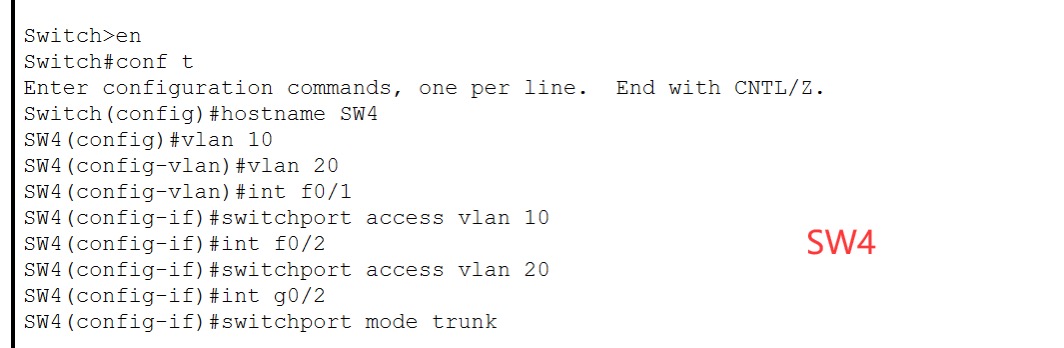 Switch>en
Switch#conf t
Enter configuration commands, one per line.  End with CNTL/Z.
Switch(config)#hostname SW4
SW4(config)#vlan 10
SW4(config-vlan)#vlan 20
SW4(config-vlan)#int f0/1
SW4(config-if)#switchport access vlan 10
SW4(config-if)#int f0/2
SW4(config-if)#switchport access vlan 20
SW4(config-if)#int g0/2
SW4(config-if)#switchport mode trunk
SW4